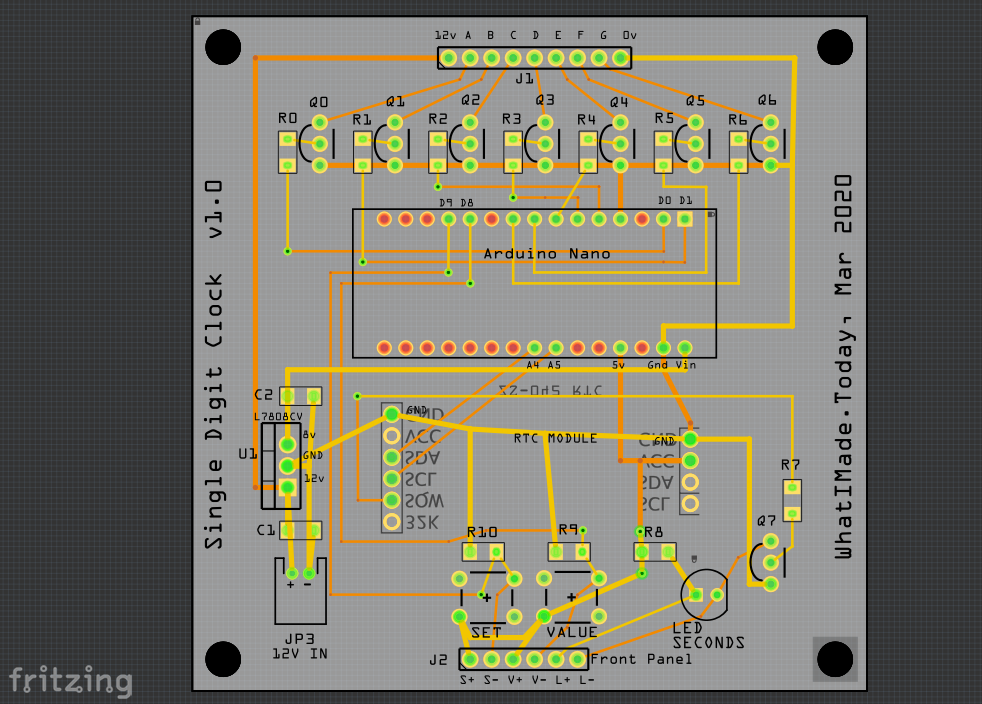 12v A B C D E F G 0v
J1
Q0 Q1 Q2 Q3 Q4 Q5 Q6
R0 R1 R2 R3 R4 R5 R6
D9 D8 D0 D1
Arduino Nano
A4 A5 5v Gnd Vin
Single Digit Clock v1.0
WhatIMade.Today, Mar 2020
ZS-045 RTC
C2
L7808CV
8v
U1
GND
12v
C1
GND
GND
VCC
SDA
SCL
SQW
32K
RTC MODULE
GND
GND
VCC
SDA
SCL
R7
Q7
R10 R9 R8
+ -
+ +
SET VALUE
LED
SECONDS
JP3
12V IN
J2
Front Panel
S+ S- V+ V- L+ L-
fritzing